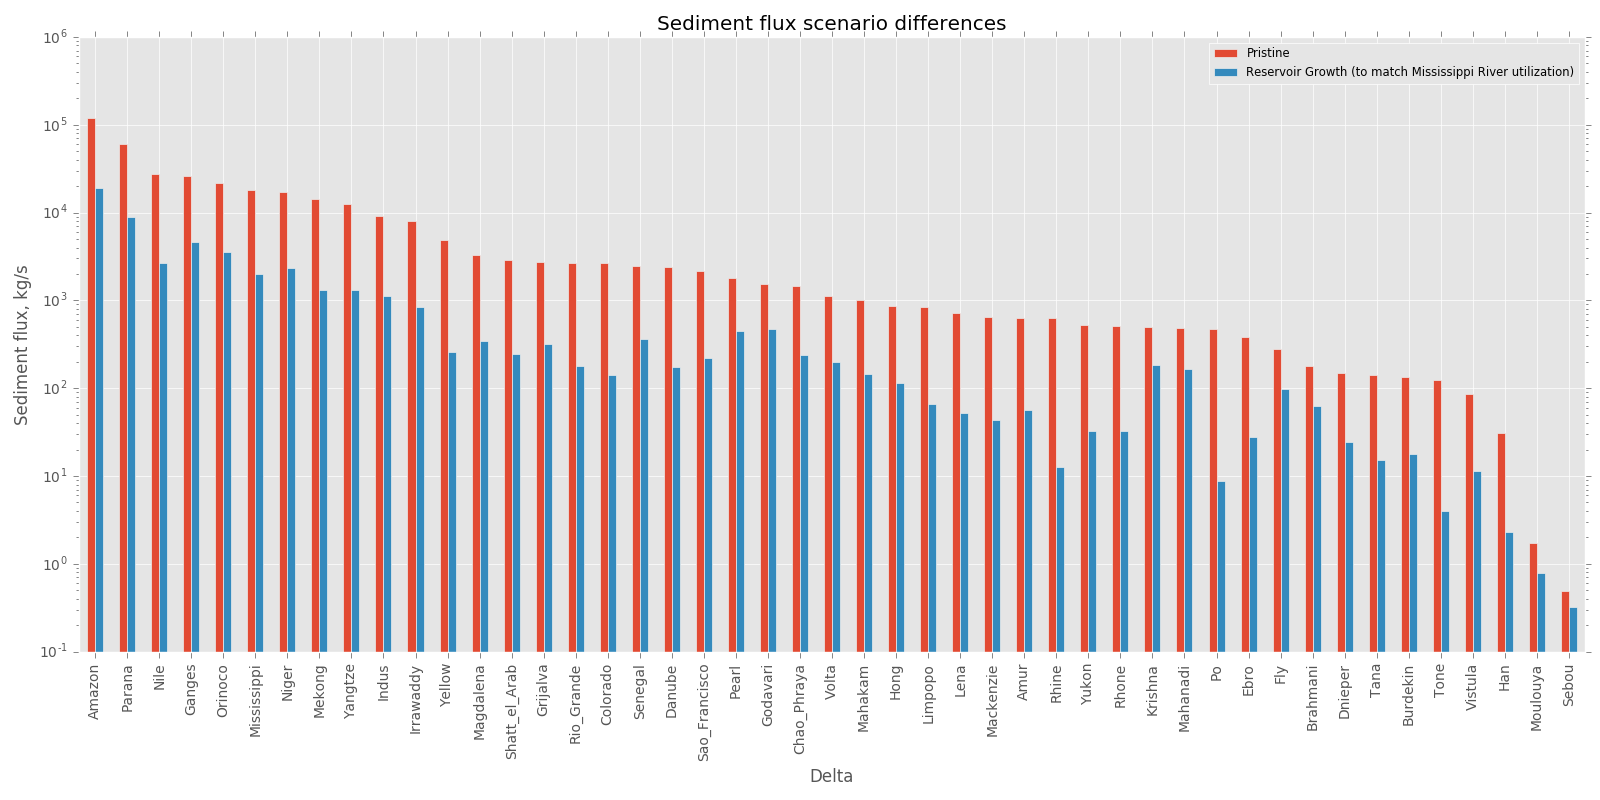 Sediment flux scenario differences
Pristine
Reservoir Growth (to match Mississippi River utilization)
Sediment flux, kg/s
10^6
10^5
10^4
10^3
10^2
10^1
10^0
10^-1
Amazon
Parana
Nile
Ganges
Orinoco
Mississippi
Niger
Mekong
Yangtze
Indus
Irrawaddy
Yellow
Magdalena
Shatt_el_Arab
Grijalva
Rio_Grande
Colorado
Senegal
Danube
Sao_Francisco
Pearl
Godavari
Chao_Phraya
Volta
Mahakam
Hong
Limpopo
Lena
Mackenzie
Amur
Rhine
Yukon
Rhone
Krishna
Mahanadi
Po
Ebro
Fly
Brahmani
Dnieper
Tana
Burdekin
Tone
Vistula
Han
Moulouya
Sebou
Delta